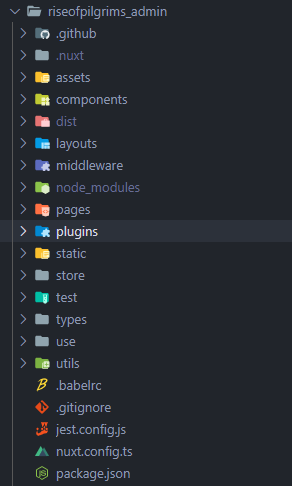 riseofpilgrims_admin
.github
.nuxt
assets
components
dist
layouts
middleware
node_modules
pages
plugins
static
store
test
types
use
utils
.babelrc
.gitignore
jest.config.js
nuxt.config.ts
package.json